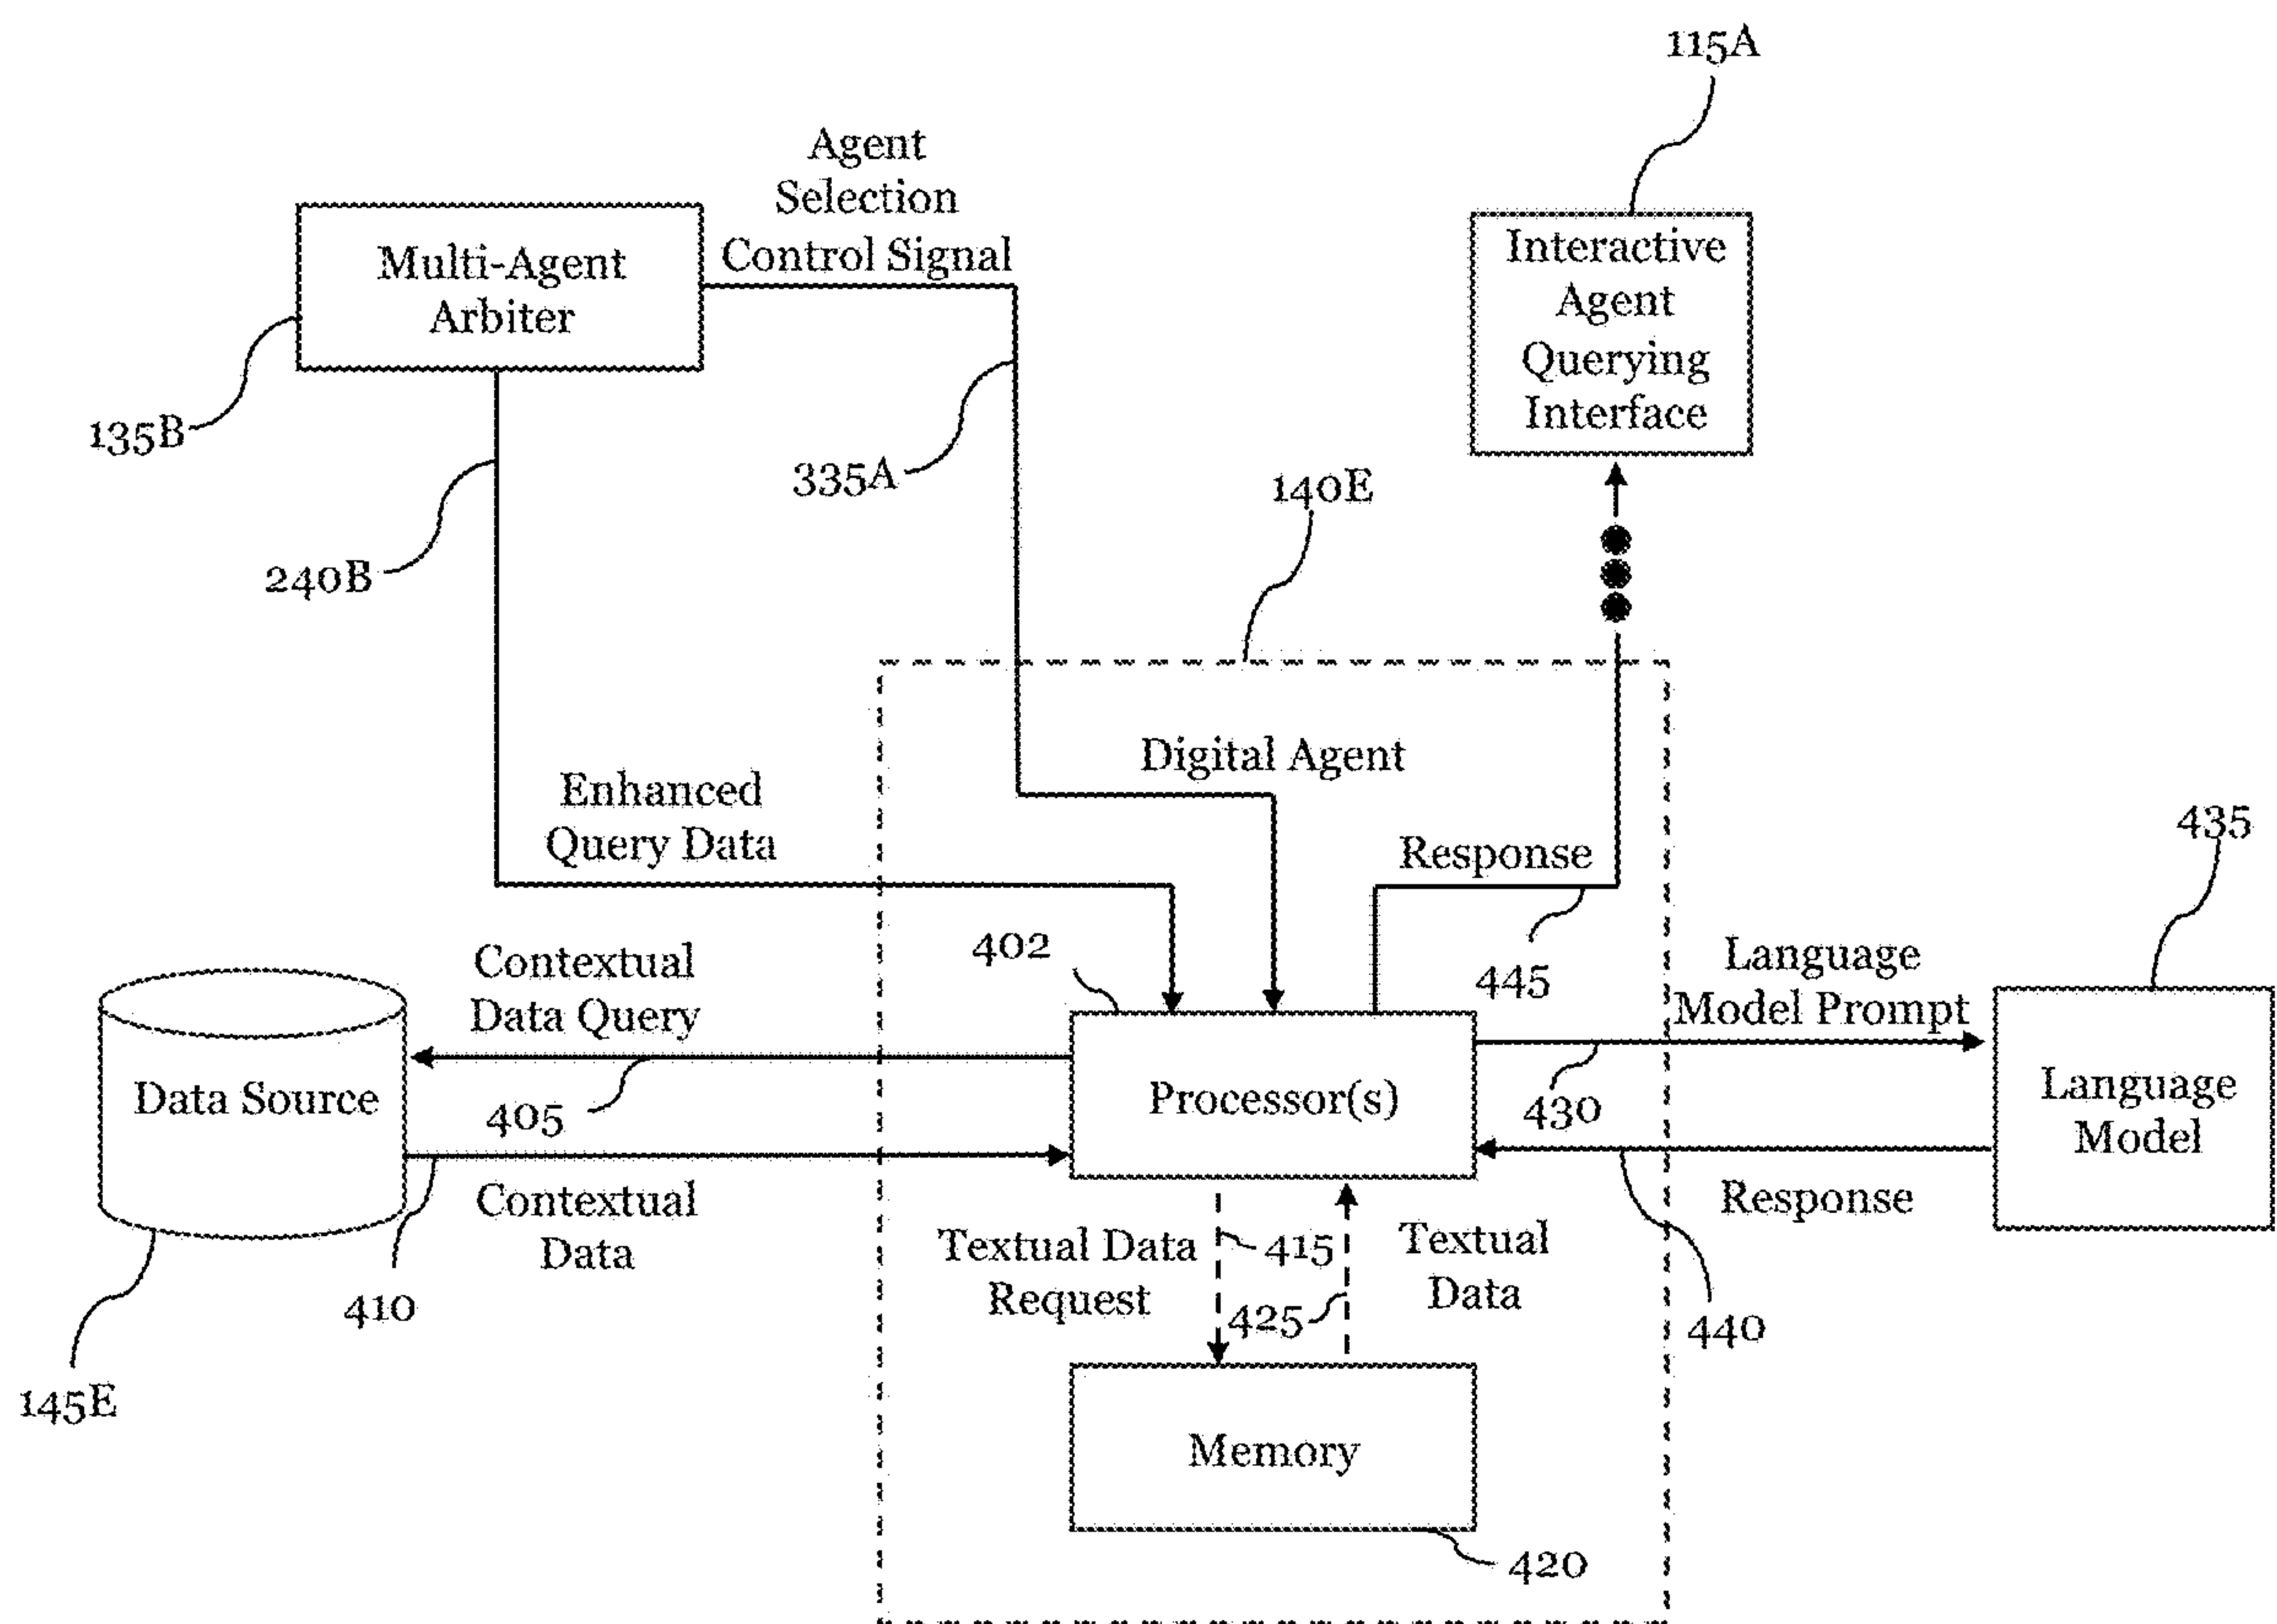 115A
Agent
Selection
Control Signal
Multi-Agent
Arbiter
Interactive
Agent
Querying
Interface
135B
335A
140E
240B
Digital Agent
Enhanced
Query Data
Response
435
402
445
Contextual
Data Query
Language
Model Prompt
Data Source
405
Processor(s)
430
Language
Model
Contextual
Data
410
Textual Data
Request
415
425
Textual
Data
Response
440
145E
Memory
420